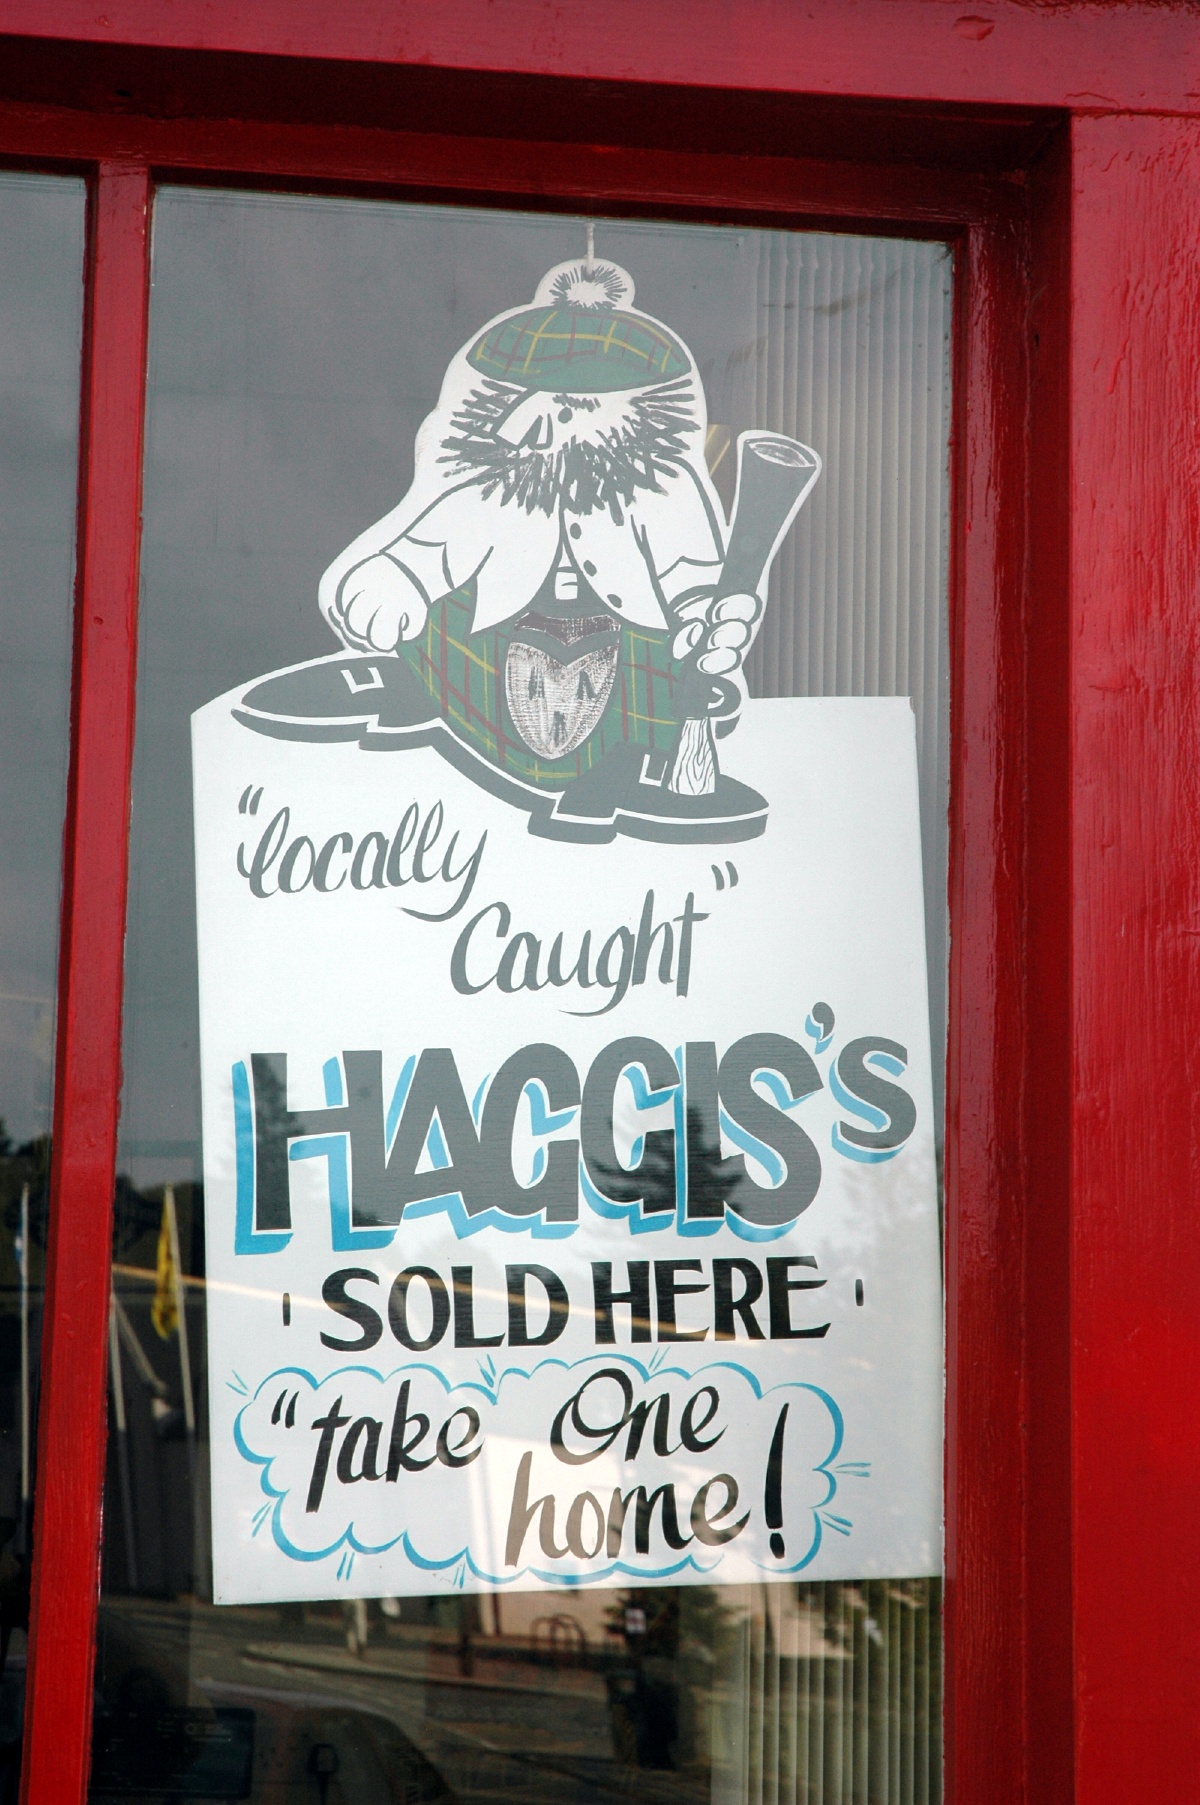 "locally
Caught"
HAGGIS'S
'SOLD HERE'
"take One
home!